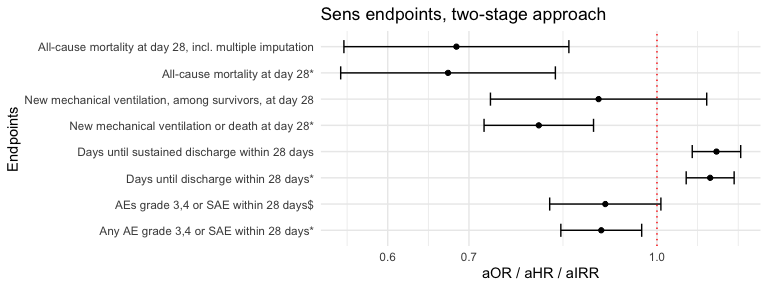 Sens endpoints, two-stage approach
Endpoints
All-cause mortality at day 28, incl. multiple imputation
All-cause mortality at day 28*
New mechanical ventilation, among survivors, at day 28
New mechanical ventilation or death at day 28*
Days until sustained discharge within 28 days
Days until discharge within 28 days*
AEs grade 3,4 or SAE within 28 days$
Any AE grade 3,4 or SAE within 28 days*
0.6 0.7 1.0
aOR / aHR / aIRR